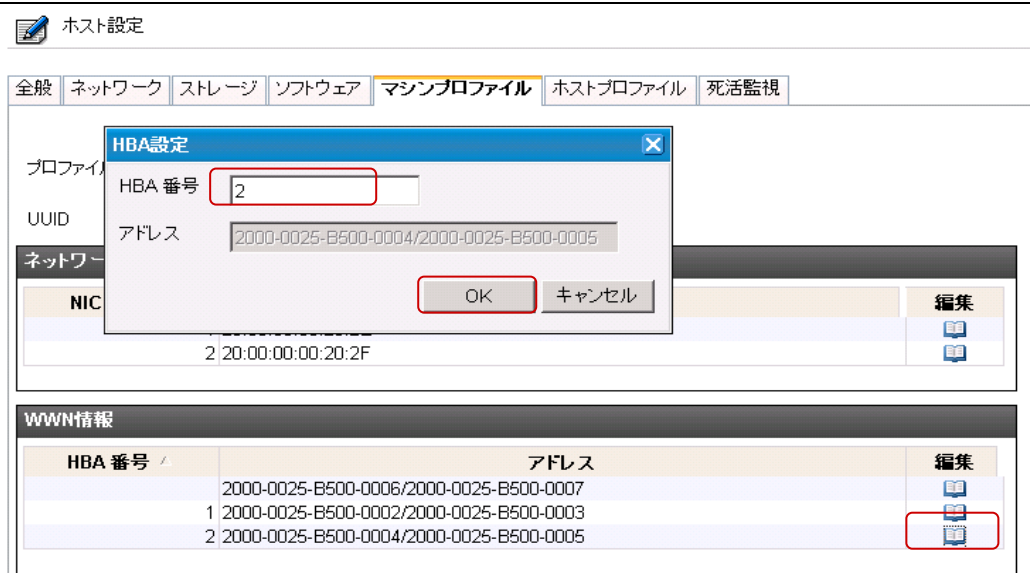 ホスト設定
全般 ネットワーク ストレージ ソフトウェア マシンプロファイル ホストプロファイル 死活監視
HBA設定
プロファイル
HBA 番号 2
UUID
アドレス 2000-0025-B500-0004/2000-0025-B500-0005
ネットワー
OK キャンセル
NIC 編集
2 20:00:00:00:20:2F
WWN情報
HBA 番号 アドレス 編集
2000-0025-B500-0006/2000-0025-B500-0007
1 2000-0025-B500-0002/2000-0025-B500-0003
2 2000-0025-B500-0004/2000-0025-B500-0005